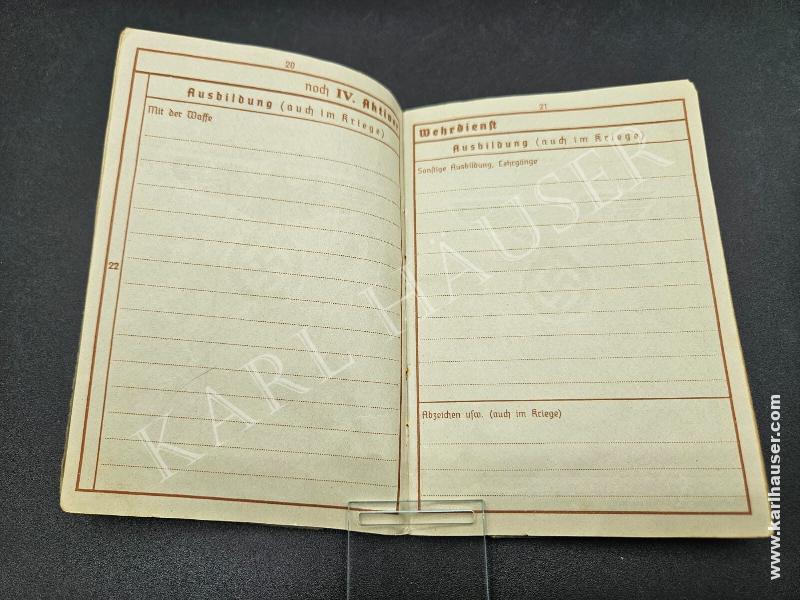 20
noch IV. Aktiver
Ausbildung (auch im Kriege)
Mit der Waffe
22
21
Wehrdienst
Ausbildung (auch im Kriege)
Sonstige Ausbildung, Lehrgänge
Abzeichen usw. (auch im Kriege)
KARL HÄUSER
www.karlhauser.com